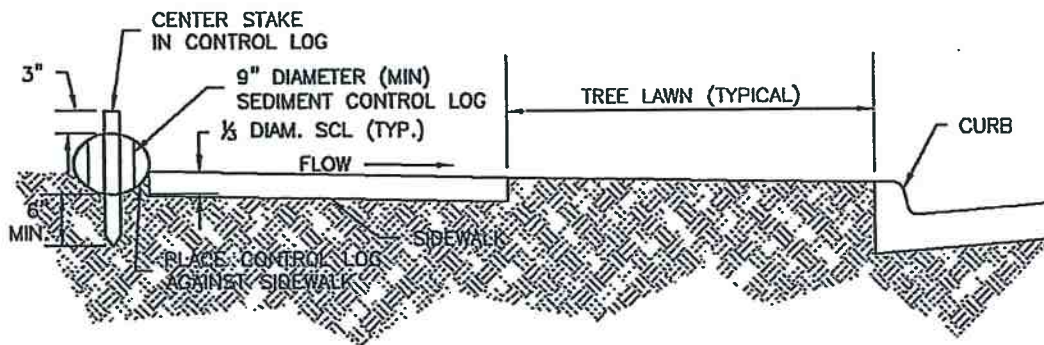 CENTER STAKE
IN CONTROL LOG
3"
9" DIAMETER (MIN)
SEDIMENT CONTROL LOG
⅓ DIAM. SCL (TYP.)
FLOW
TREE LAWN (TYPICAL)
CURB
6"
MIN.
SIDEWALK
PLACE CONTROL LOG
AGAINST SIDEWALK